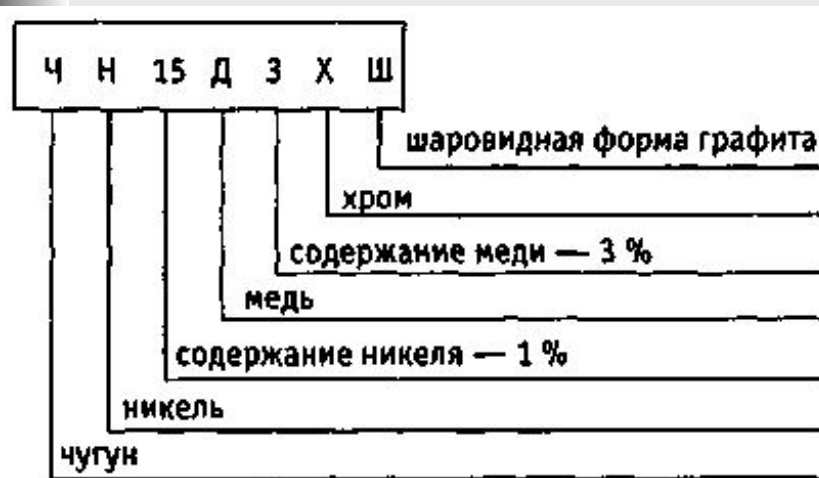 Ч Н 15 Д 3 Х Ш
шаровидная форма графита
хром
содержание меди — 3 %
медь
содержание никеля — 1 %
никель
чугун